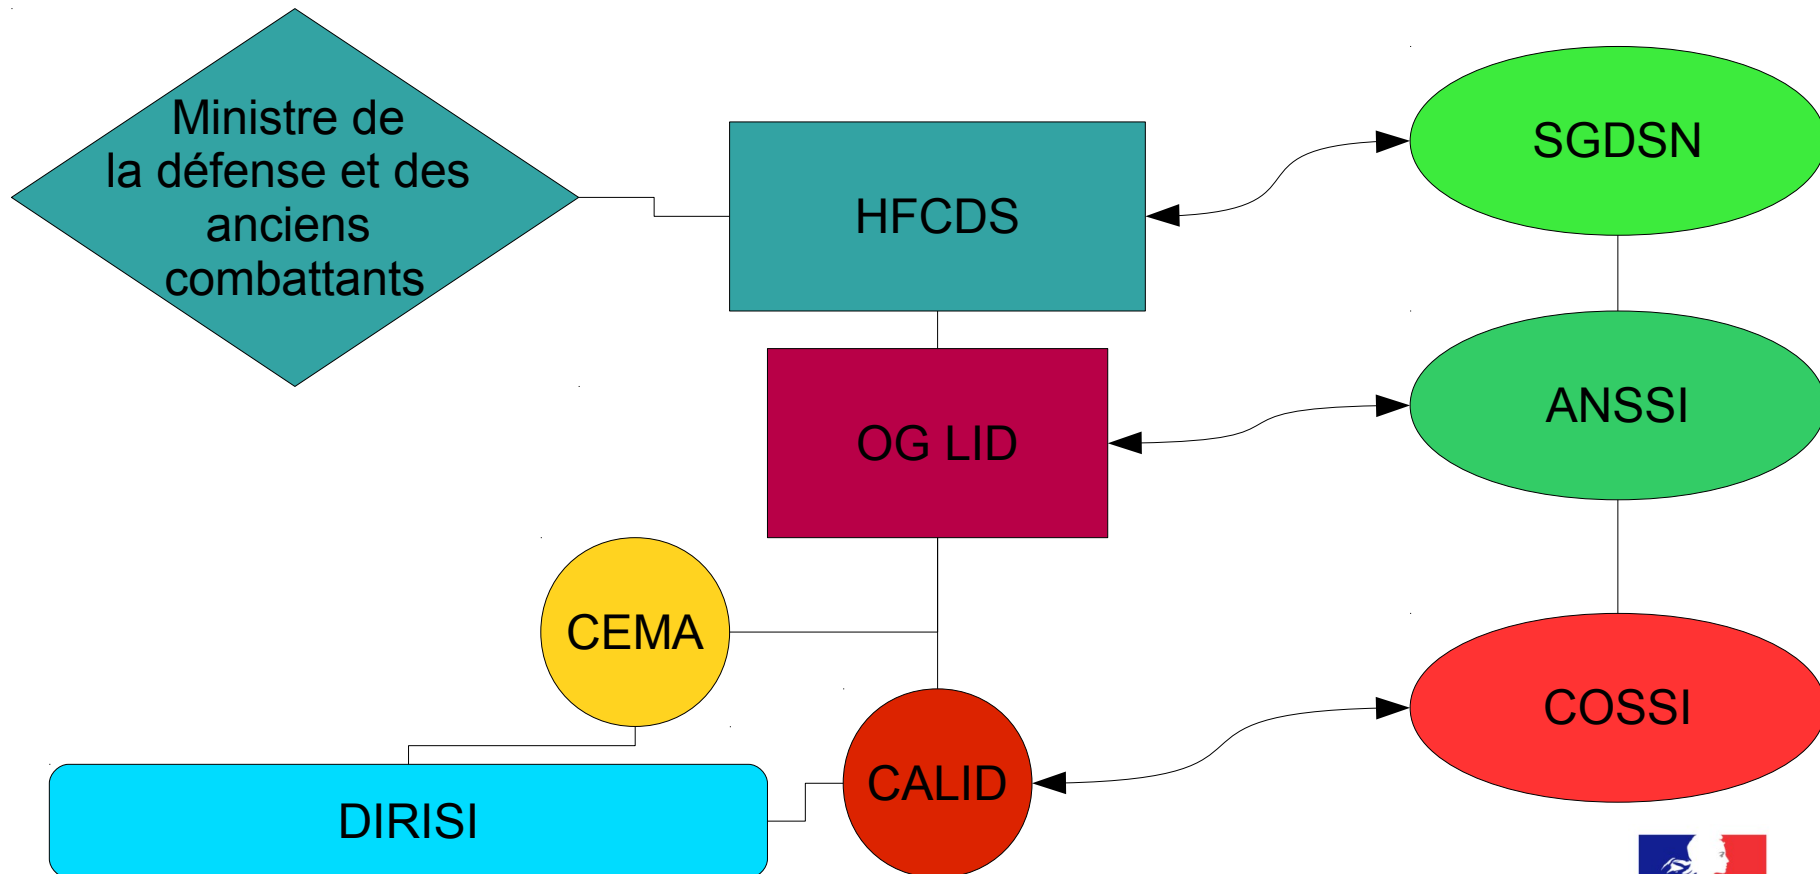 Ministre de
la défense et des
anciens
combattants
HFCDS
SGDSN
OG LID
ANSSI
CEMA
COSSI
CALID
DIRISI